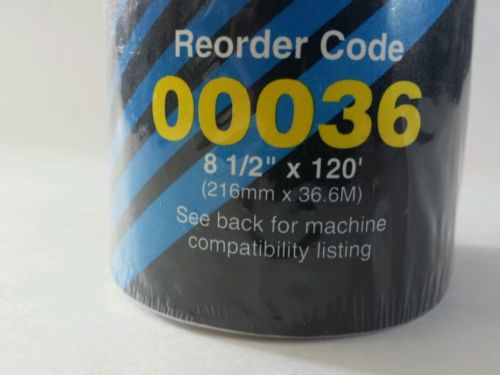 Reorder Code
00036
8 1/2" x 120'
(216mm x 36.6M)
See back for machine
compatibility listing